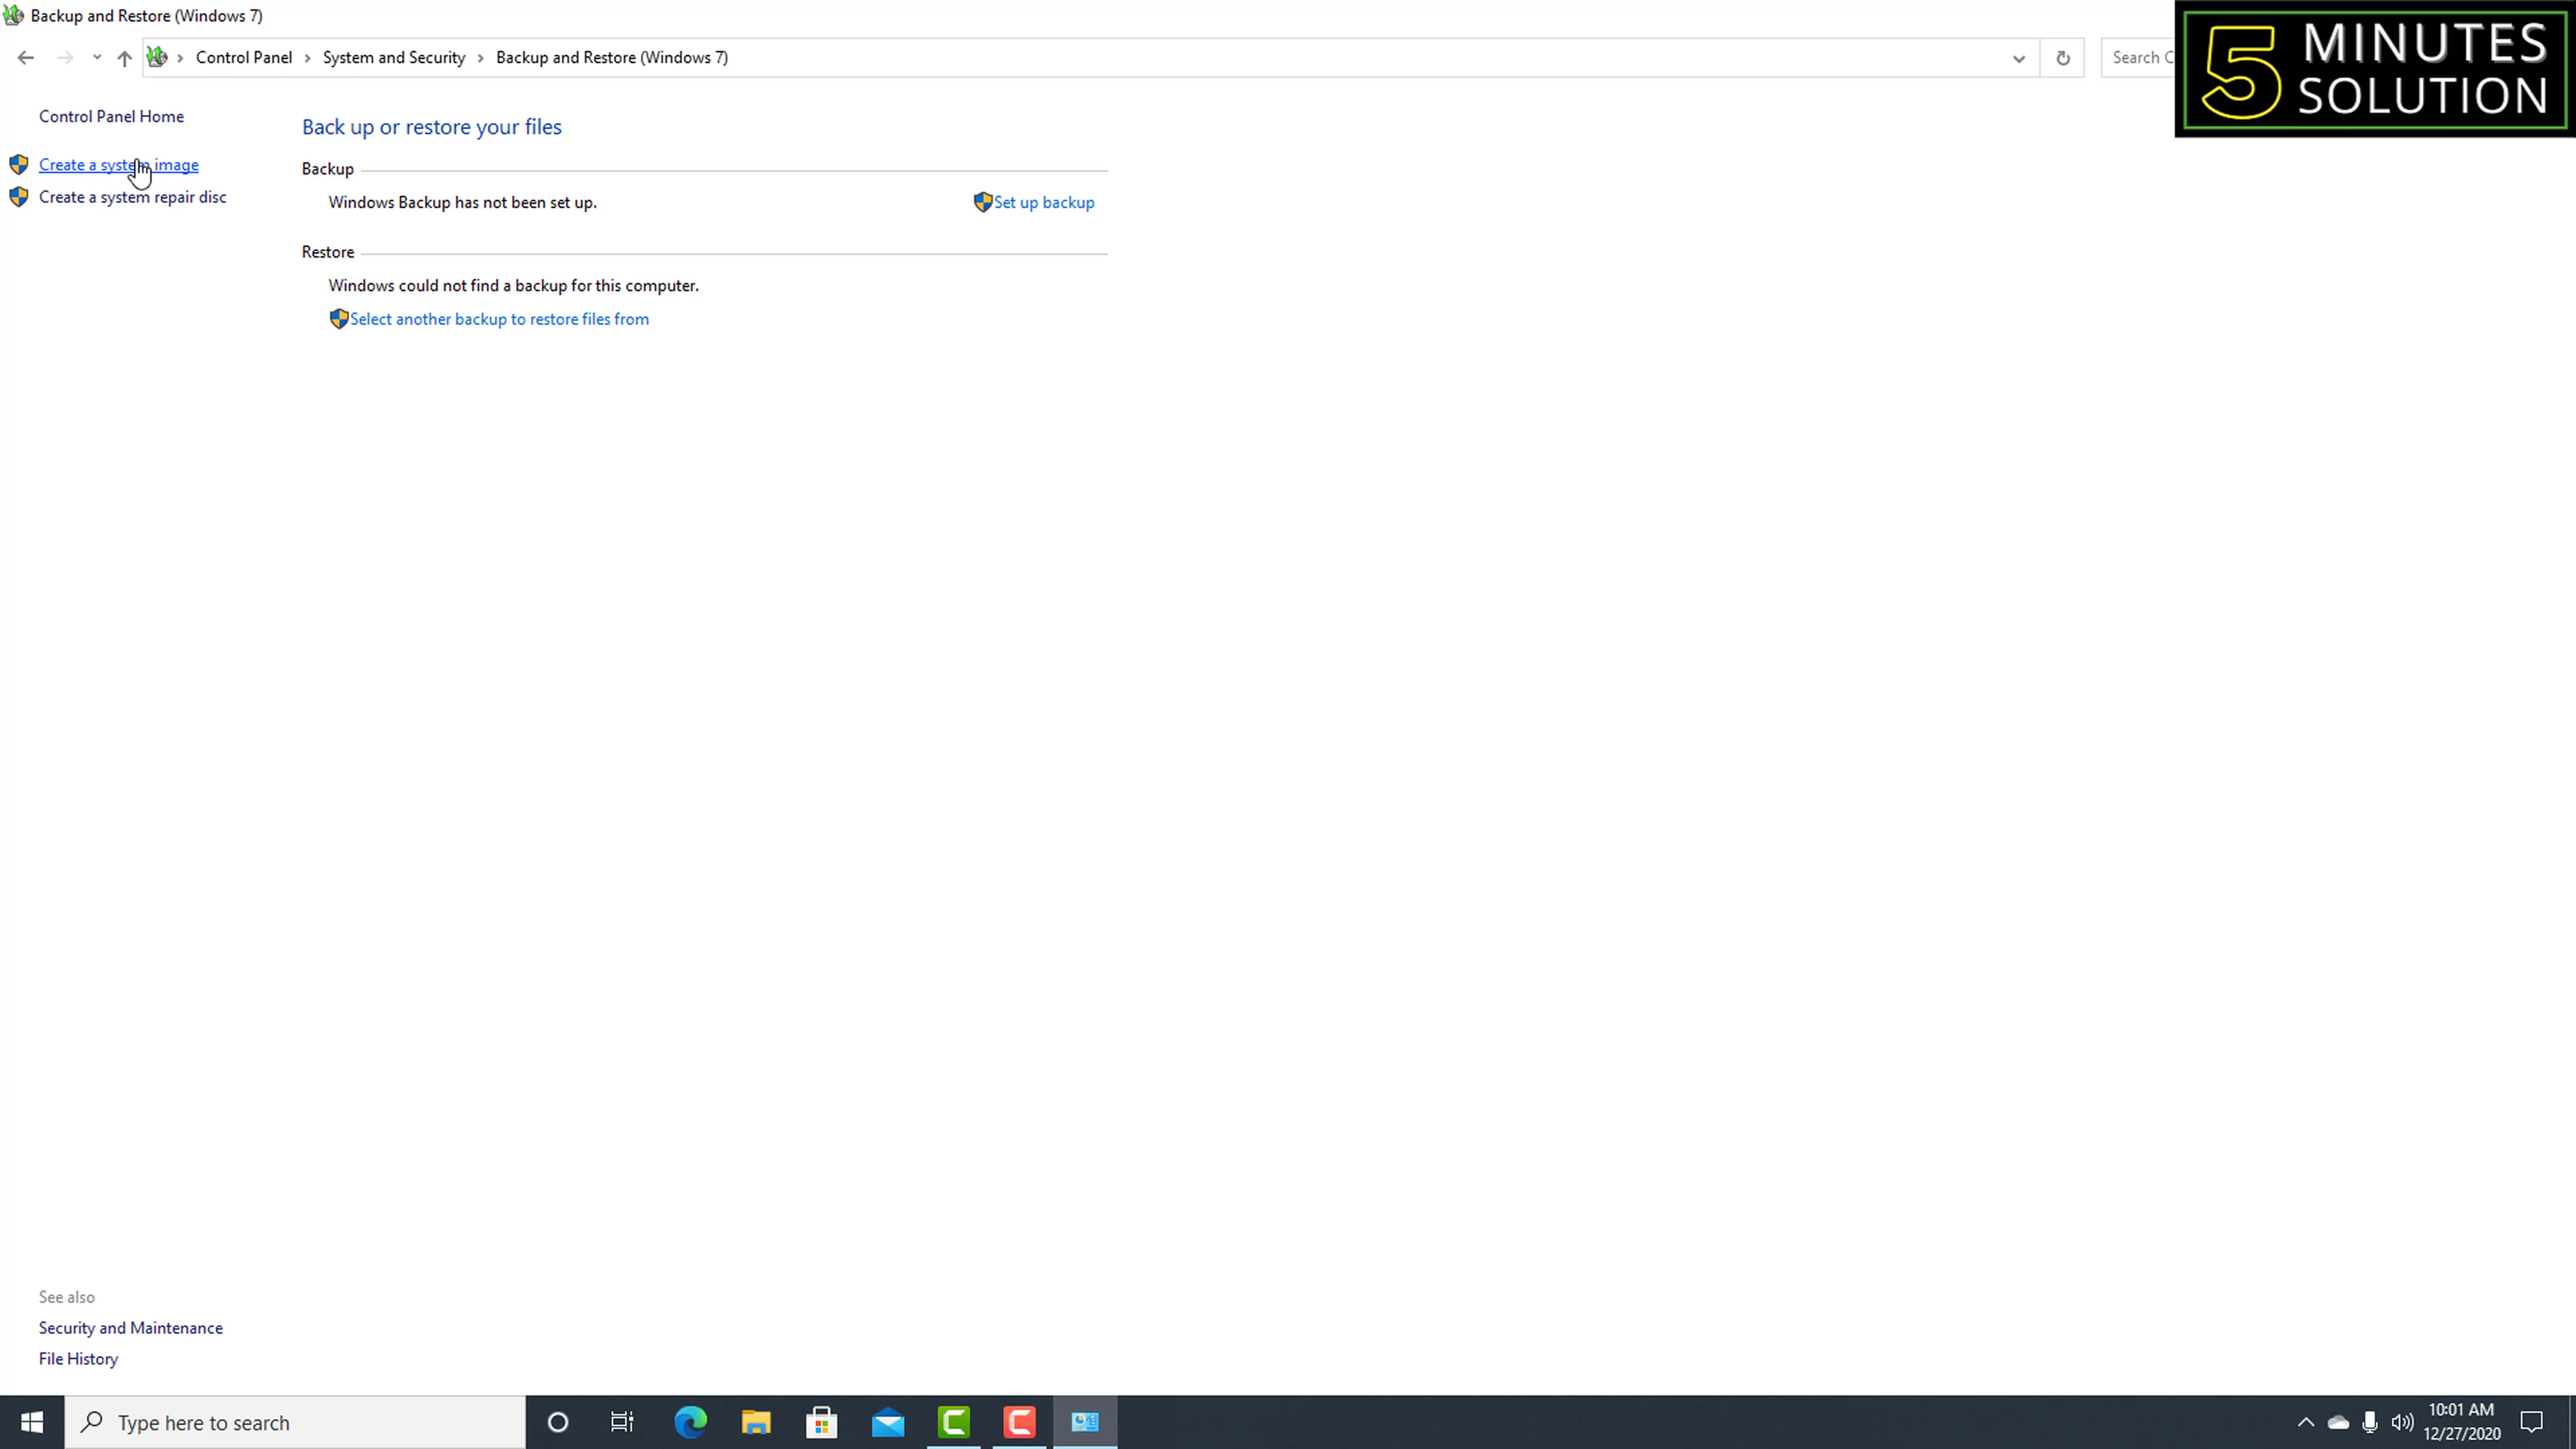 Backup and Restore (Windows 7)
Control Panel > System and Security > Backup and Restore (Windows 7)
Search C
5 MINUTES
SOLUTION
Control Panel Home
Create a system image
Create a system repair disc
Back up or restore your files
Backup
Windows Backup has not been set up.
Set up backup
Restore
Windows could not find a backup for this computer.
Select another backup to restore files from
See also
Security and Maintenance
File History
Type here to search
10:01 AM
12/27/2020